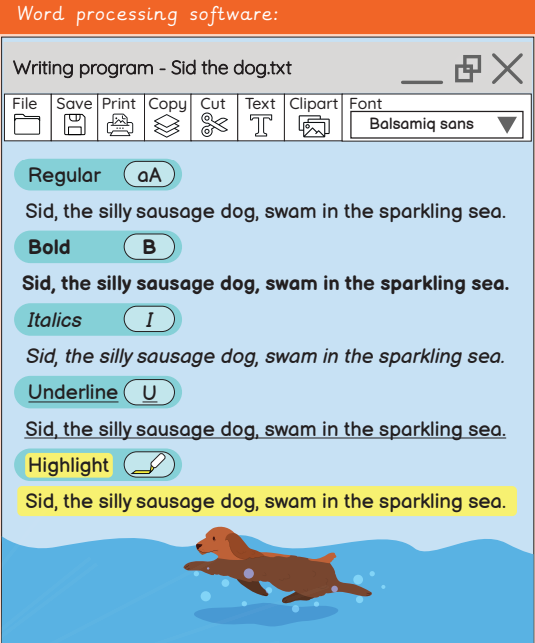 Word processing software:
Writing program - Sid the dog.txt
File Save Print Copy Cut Text Clipart Font
Balsamiq sans
Regular aA
Sid, the silly sausage dog, swam in the sparkling sea.
Bold B
Sid, the silly sausage dog, swam in the sparkling sea.
Italics I
Sid, the silly sausage dog, swam in the sparkling sea.
Underline U
Sid, the silly sausage dog, swam in the sparkling sea.
Highlight
Sid, the silly sausage dog, swam in the sparkling sea.